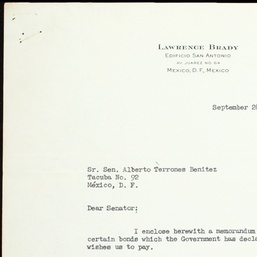 LAWRENCE BRADY
EDIFICIO SAN ANTONIO
AV. JUAREZ NO. 64
MEXICO, D. F., MEXICO
September 2
Sr. Sen. Alberto Terrones Benitez
Tacuba No. 92
México, D. F.
Dear Senator:
I enclose herewith a memorandum
certain bonds which the Government has decla
wishes us to pay.